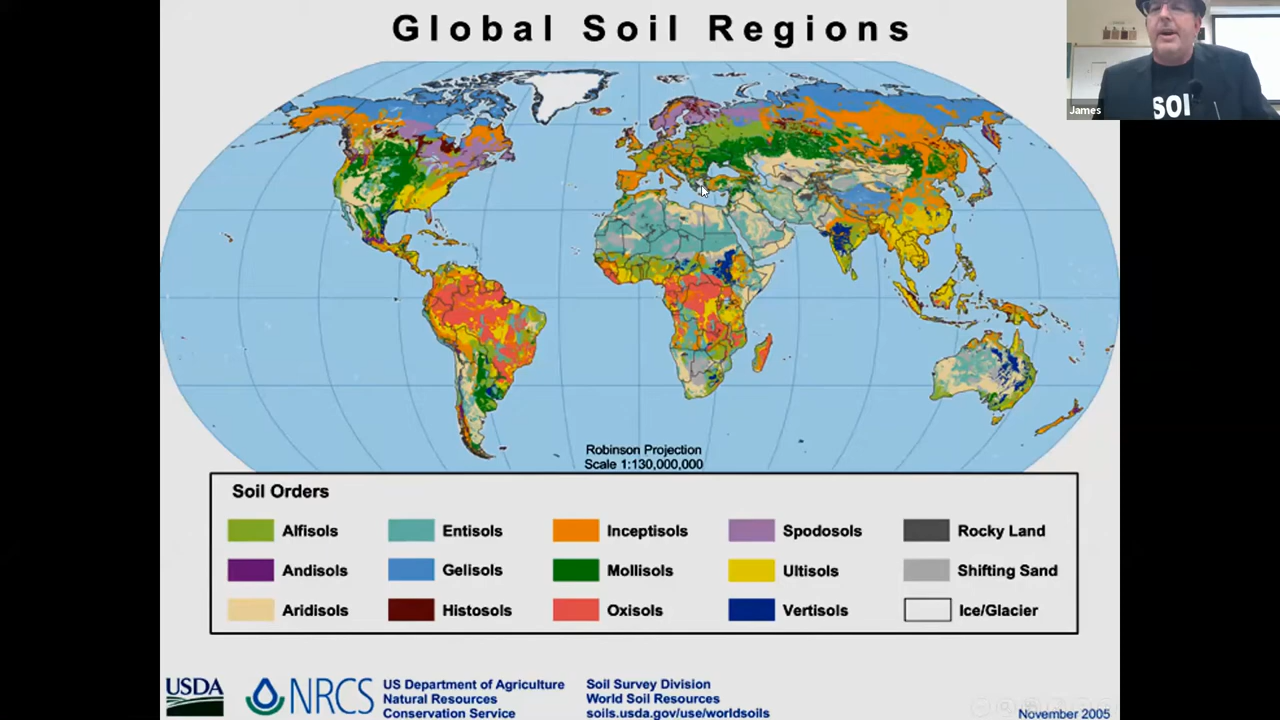 Global Soil Regions
James
SOI
Robinson Projection
Scale 1:130,000,000
Soil Orders
Alfisols
Entisols
Inceptisols
Spodosols
Rocky Land
Andisols
Gelisols
Mollisols
Ultisols
Shifting Sand
Aridisols
Histosols
Oxisols
Vertisols
Ice/Glacier
USDA
NRCS
US Department of Agriculture
Natural Resources
Conservation Service
Soil Survey Division
World Soil Resources
soils.usda.gov/use/worldsoils
November 2005